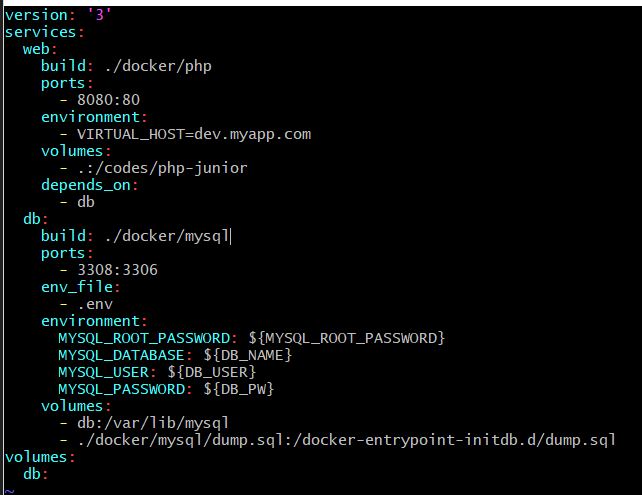 version: '3'
services:
  web:
    build: ./docker/php
    ports:
      - 8080:80
    environment:
      - VIRTUAL_HOST=dev.myapp.com
    volumes:
      - .:/codes/php-junior
    depends_on:
      - db
  db:
    build: ./docker/mysql
    ports:
      - 3308:3306
    env_file:
      - .env
    environment:
      MYSQL_ROOT_PASSWORD: ${MYSQL_ROOT_PASSWORD}
      MYSQL_DATABASE: ${DB_NAME}
      MYSQL_USER: ${DB_USER}
      MYSQL_PASSWORD: ${DB_PW}
    volumes:
      - db:/var/lib/mysql
      - ./docker/mysql/dump.sql:/docker-entrypoint-initdb.d/dump.sql
volumes:
  db:
~